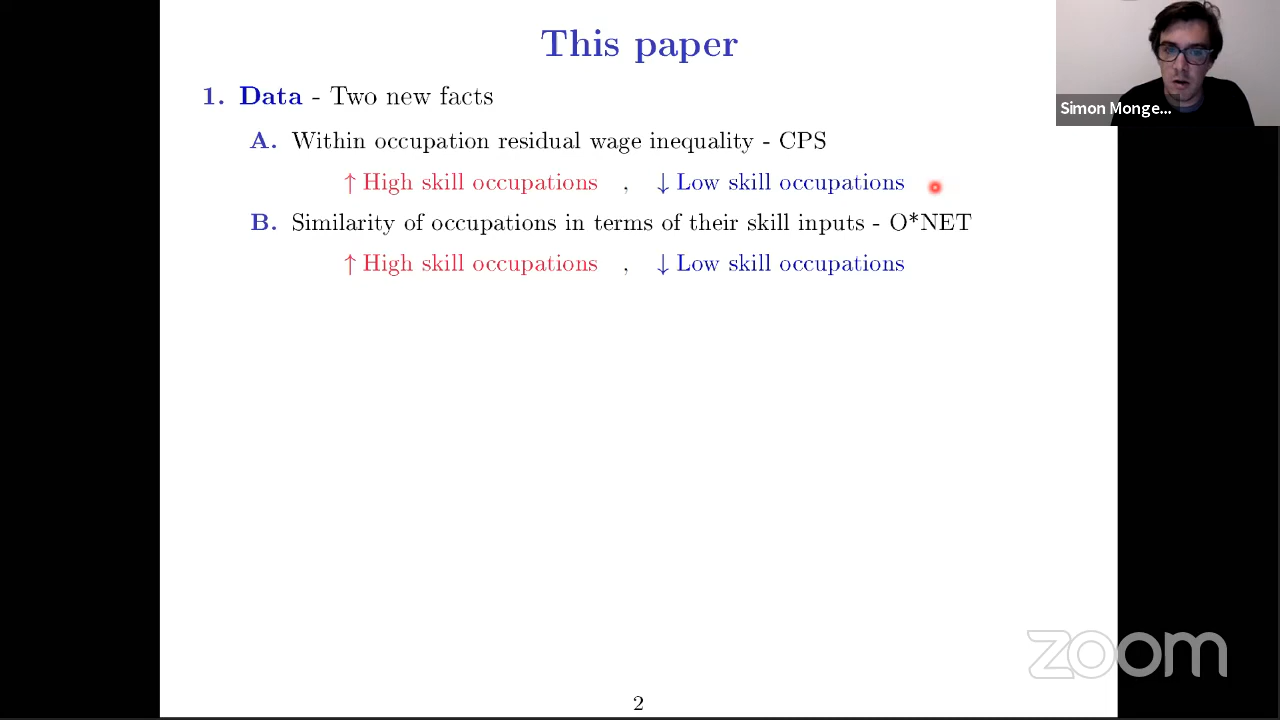 This paper
1. Data - Two new facts
A. Within occupation residual wage inequality - CPS
↑ High skill occupations , ↓ Low skill occupations
B. Similarity of occupations in terms of their skill inputs - O*NET
↑ High skill occupations , ↓ Low skill occupations
Simon Monge...
zoom
2